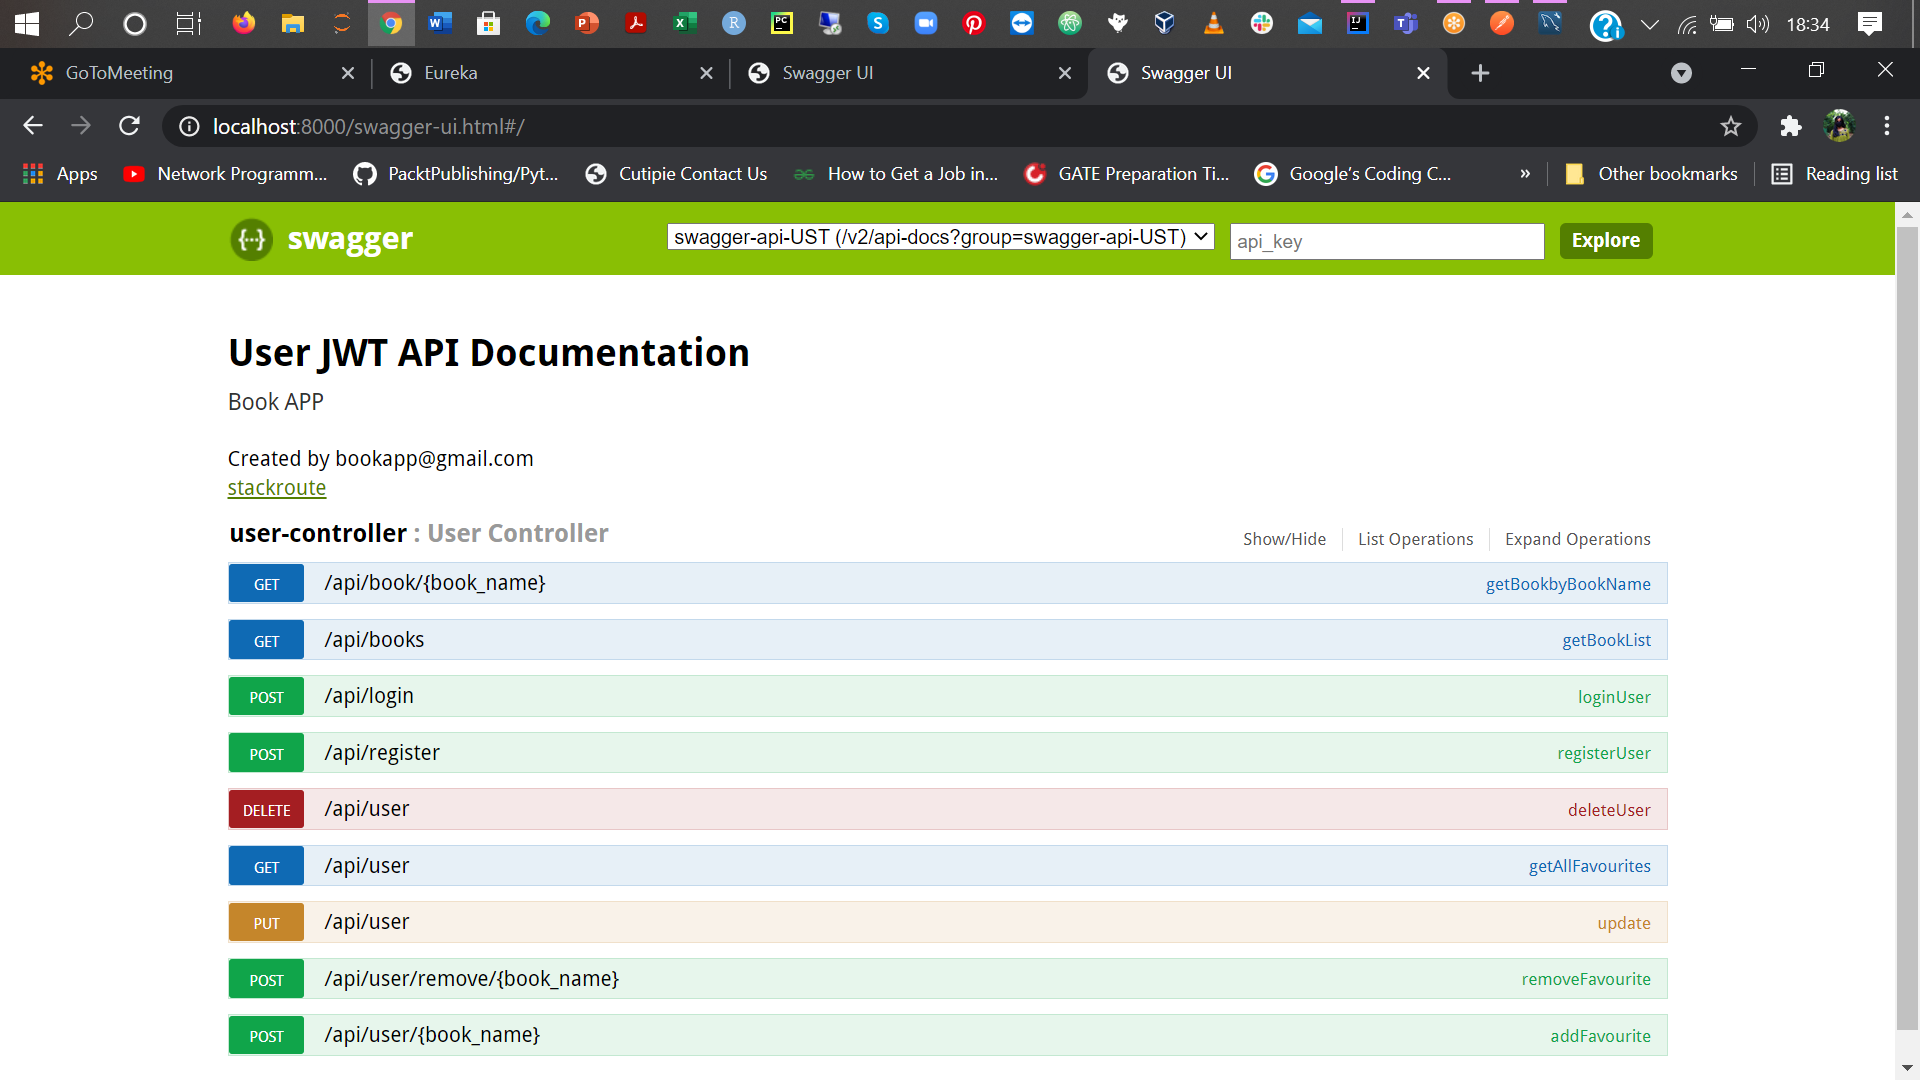 18:34
GoToMeeting
Eureka
Swagger UI
Swagger UI
localhost:8000/swagger-ui.html#/
Apps
Network Programm...
PacktPublishing/Pyt...
Cutipie Contact Us
How to Get a Job in...
GATE Preparation Ti...
Google's Coding C...
»
Other bookmarks
Reading list
{···} swagger
swagger-api-UST (/v2/api-docs?group=swagger-api-UST)
api_key
Explore
User JWT API Documentation
Book APP
Created by bookapp@gmail.com
stackroute
user-controller : User Controller
Show/Hide
List Operations
Expand Operations
GET /api/book/{book_name} getBookbyBookName
GET /api/books getBookList
POST /api/login loginUser
POST /api/register registerUser
DELETE /api/user deleteUser
GET /api/user getAllFavourites
PUT /api/user update
POST /api/user/remove/{book_name} removeFavourite
POST /api/user/{book_name} addFavourite